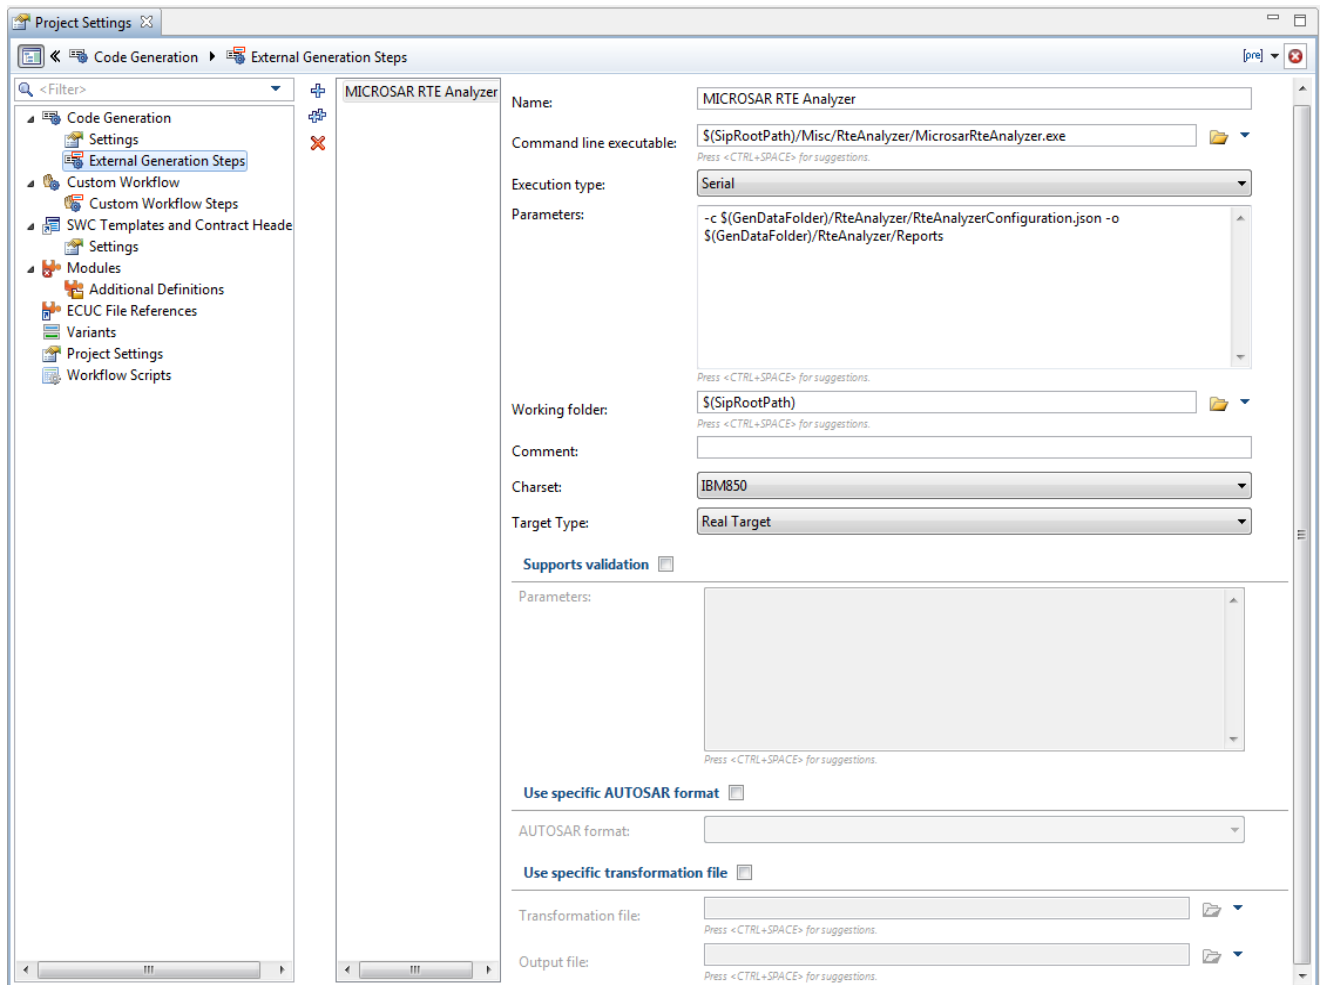 Project Settings
Code Generation
External Generation Steps
[pre]
<Filter>
Code Generation
Settings
External Generation Steps
Custom Workflow
Custom Workflow Steps
SWC Templates and Contract Heade
Settings
Modules
Additional Definitions
ECUC File References
Variants
Project Settings
Workflow Scripts
MICROSAR RTE Analyzer
Name:
MICROSAR RTE Analyzer
Command line executable:
$(SipRootPath)/Misc/RteAnalyzer/MicrosarRteAnalyzer.exe
Press <CTRL+SPACE> for suggestions.
Execution type:
Serial
Parameters:
-c $(GenDataFolder)/RteAnalyzer/RteAnalyzerConfiguration.json -o
$(GenDataFolder)/RteAnalyzer/Reports
Press <CTRL+SPACE> for suggestions.
Working folder:
$(SipRootPath)
Press <CTRL+SPACE> for suggestions.
Comment:
Charset:
IBM850
Target Type:
Real Target
Supports validation
Parameters:
Press <CTRL+SPACE> for suggestions.
Use specific AUTOSAR format
AUTOSAR format:
Use specific transformation file
Transformation file:
Press <CTRL+SPACE> for suggestions.
Output file:
Press <CTRL+SPACE> for suggestions.